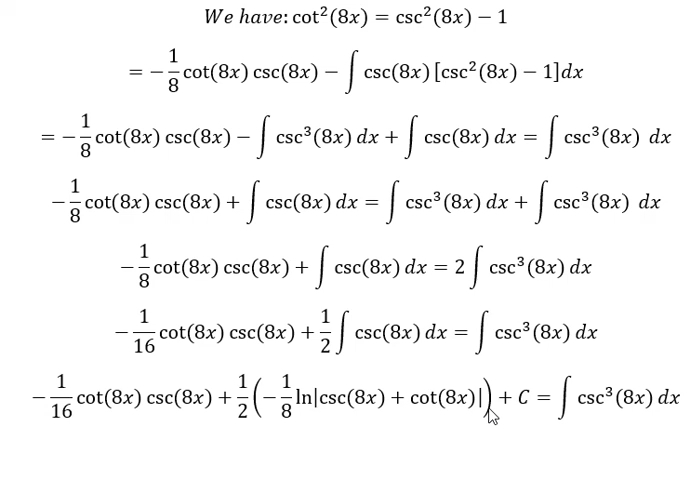 We have: cot²(8x) = csc²(8x) − 1
= −1/8 cot(8x) csc(8x) − ∫ csc(8x) [csc²(8x) − 1]dx
= −1/8 cot(8x) csc(8x) − ∫ csc³(8x) dx + ∫ csc(8x) dx = ∫ csc³(8x) dx
−1/8 cot(8x) csc(8x) + ∫ csc(8x) dx = ∫ csc³(8x) dx + ∫ csc³(8x) dx
−1/8 cot(8x) csc(8x) + ∫ csc(8x) dx = 2 ∫ csc³(8x) dx
−1/16 cot(8x) csc(8x) + 1/2 ∫ csc(8x) dx = ∫ csc³(8x) dx
−1/16 cot(8x) csc(8x) + 1/2 (−1/8 ln|csc(8x) + cot(8x)|) + C = ∫ csc³(8x) dx